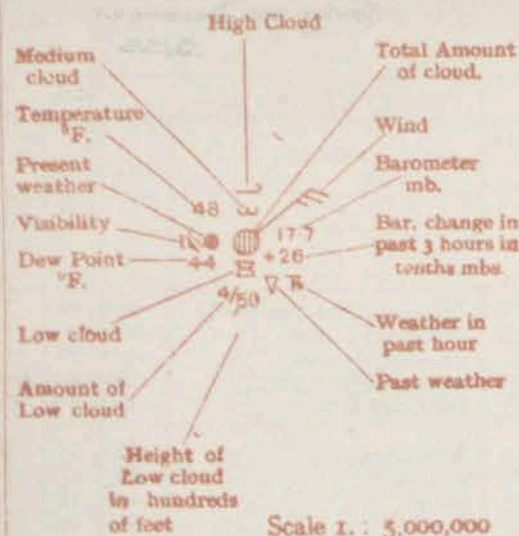 High Cloud
Medium
cloud
Total Amount
of cloud.
Temperature
°F.
Wind
Present
weather
Barometer
mb.
48
Visibility
17.7
Bar. change in
past 3 hours in
tenths mbs.
+26
Dew Point
°F.
44
4/50
Low cloud
Weather in
past hour
Amount of
Low cloud
Past weather
Height of
Low cloud
in hundreds
of feet
Scale 1. : 5,000,000